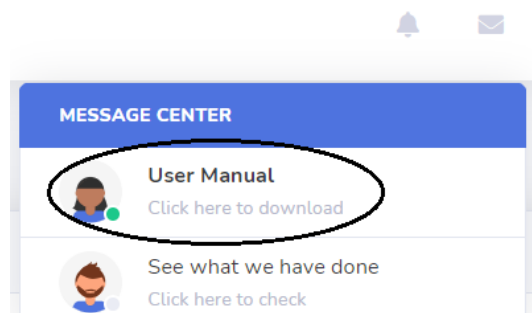 MESSAGE CENTER
User Manual
Click here to download
See what we have done
Click here to check